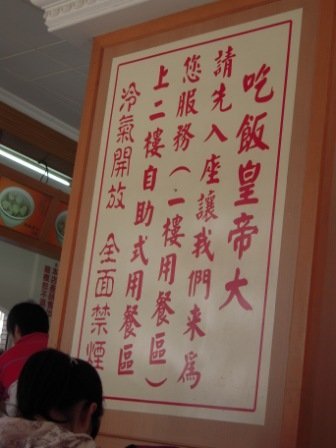 吃飯皇帝大
請先入座讓我們來為
您服務（一樓用餐區）
上二樓自助式用餐區
冷氣開放 全面禁煙